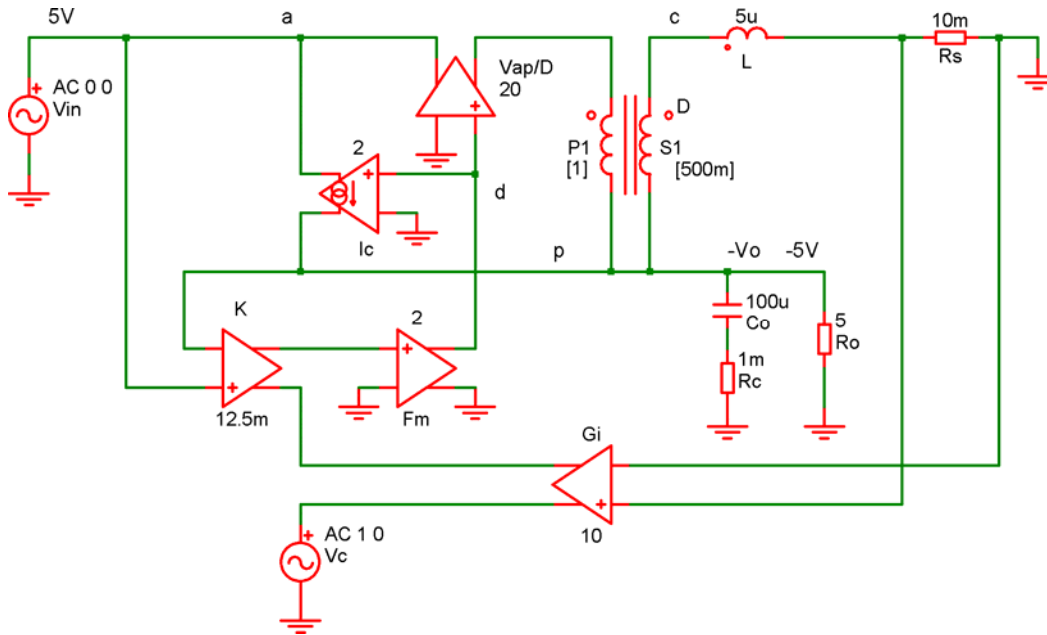 5V
a
c
5u
L
10m
Rs
AC 0 0
Vin
Vap/D
20
P1
[1]
D
S1
[500m]
2
Ic
d
p
-Vo
-5V
100u
Co
1m
Rc
5
Ro
K
12.5m
2
Fm
Gi
10
AC 1 0
Vc